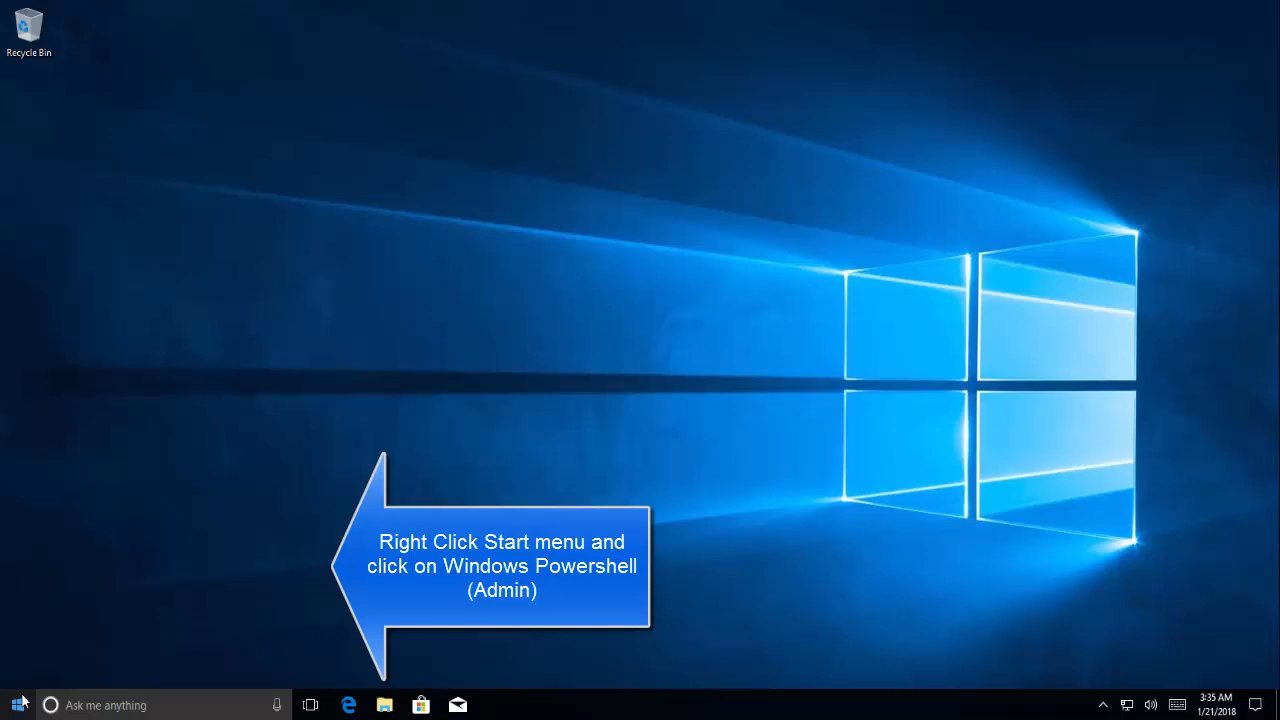 Recycle Bin
Right Click Start menu and
click on Windows Powershell
(Admin)
Ask me anything
3:35 AM
1/21/2018